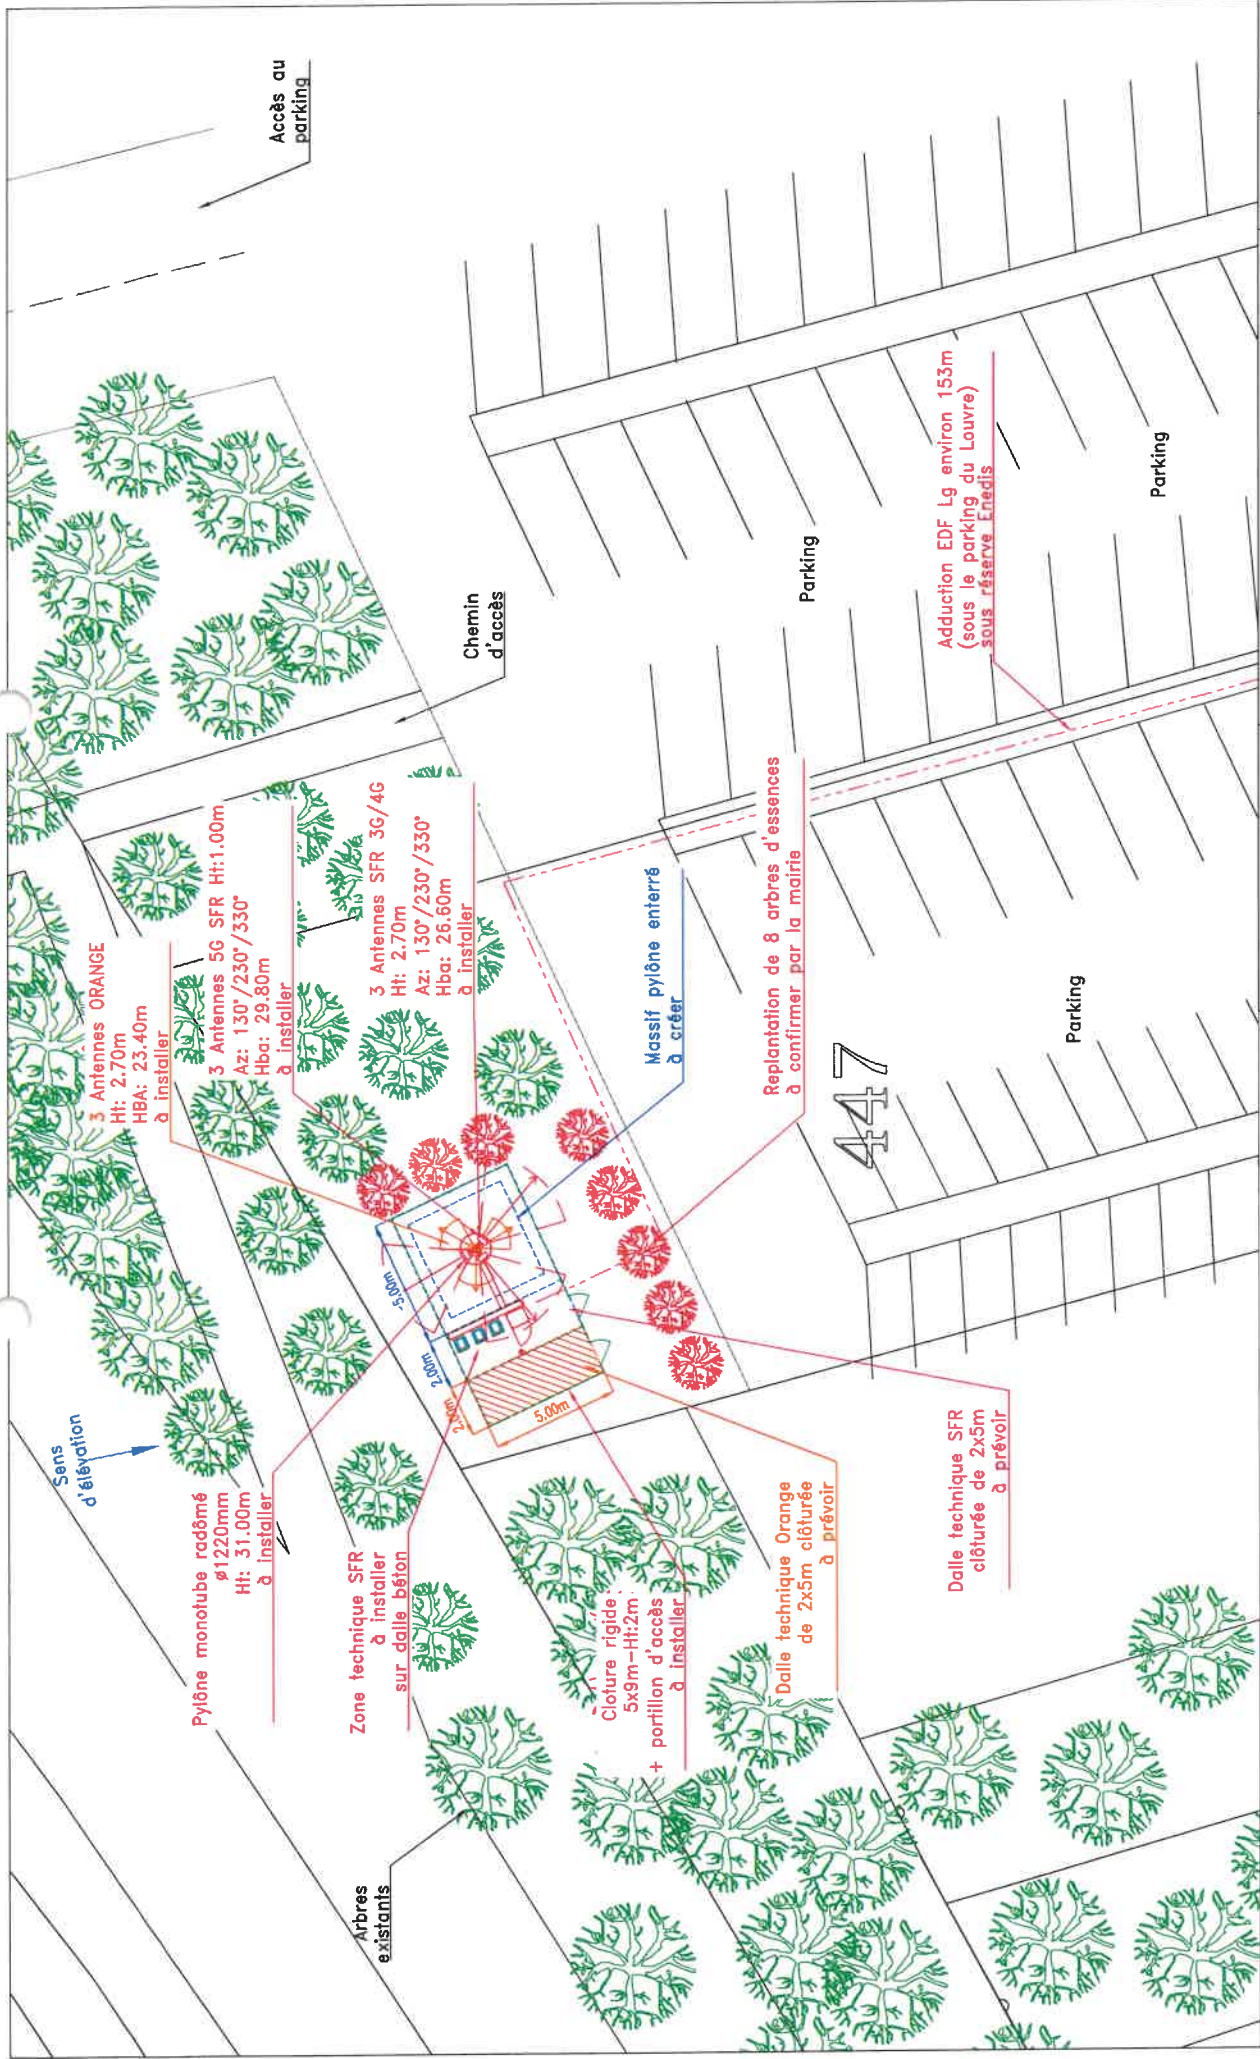 Accès au
parking
Chemin
d'accès
3 Antennes ORANGE
Ht: 2.70m
HBA: 23.40m
à installer
3 Antennes 5G SFR Ht:1.00m
Az: 130°/230°/330°
Hba: 29.80m
à installer
3 Antennes SFR 3G/4G
Ht: 2.70m
Az: 130°/230°/330°
Hba: 26.60m
à installer
Massif pylône enterré
à créer
Replantation de 8 arbres d'essences
à confirmer par la mairie
Adduction EDF Lg environ 153m
(sous le parking du Louvre)
sous réserve Enedis
Parking
Parking
Parking
447
5.00m
2.00m
2.00m
5.00m
Sens
d'élévation
Pylône monotube radômé
ø1220mm
Ht: 31.00m
à installer
Zone technique SFR
à installer
sur dalle béton
Cloture rigide
5x9m-Ht:2m
+ portillon d'accès
à installer
Dalle technique Orange
de 2x5m clôturée
à prévoir
Dalle technique SFR
clôturée de 2x5m
à prévoir
Arbres
existants